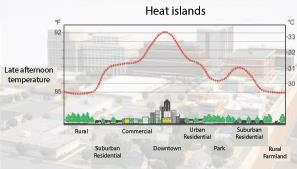 Heat islands
°F
°C
92
33
32
Late afternoon
temperature
31
30
85
Rural
Commercial
Urban
Residential
Suburban
Residential
Suburban
Residential
Downtown
Park
Rural
Farmland